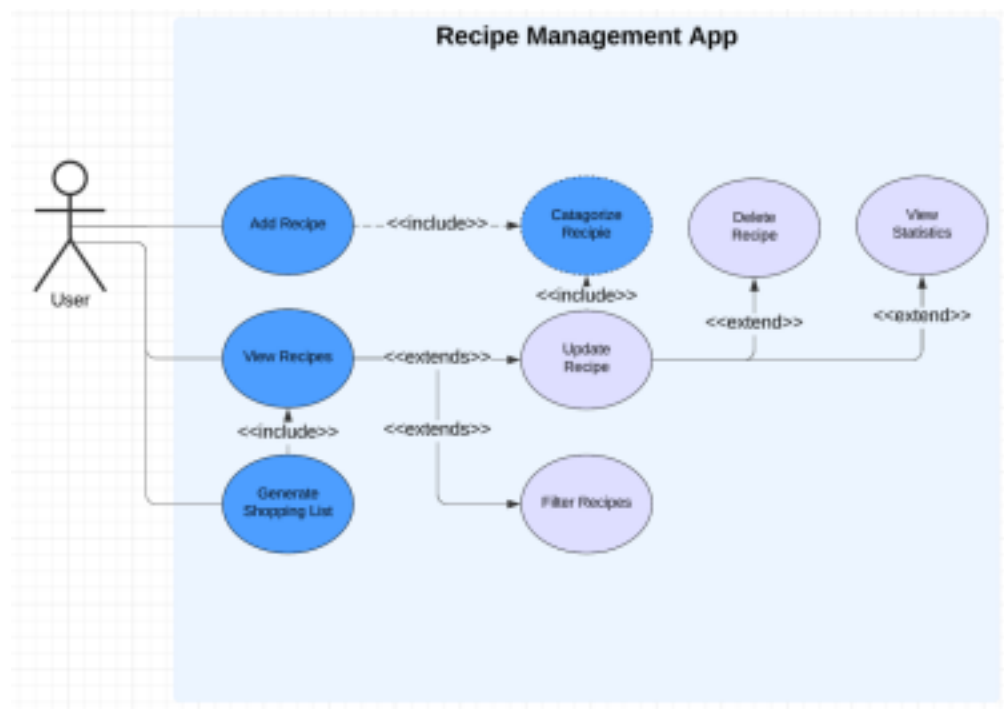 Recipe Management App
Add Recipe
<<include>>
Catagorize
Recipie
Delete
Recipe
View
Statistics
User
<<include>>
<<extend>>
<<extend>>
View Recipes
<<extends>>
Update
Recipe
<<include>>
<<extends>>
Generate
Shopping List
Filter Recipes